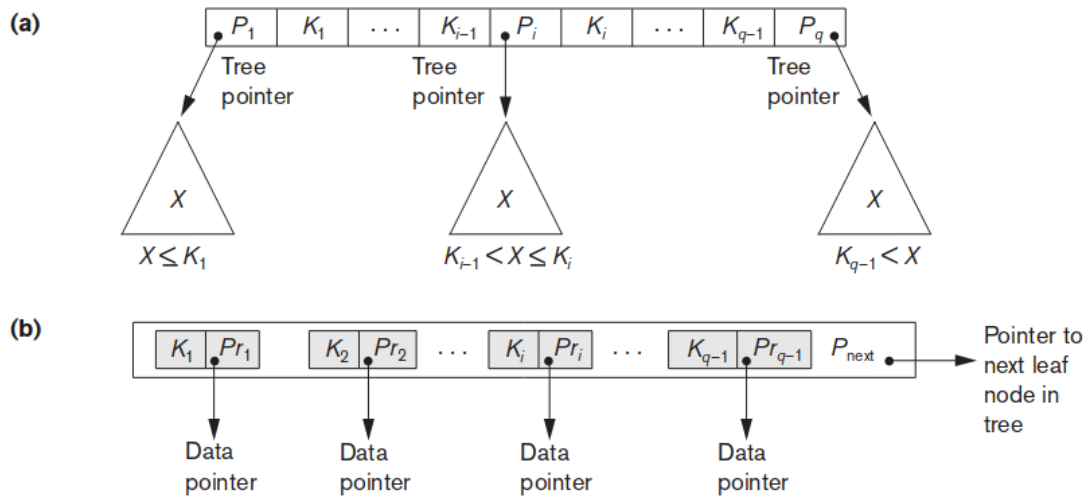 (a)
P1 K1 . . . Ki–1 Pi Ki . . . Kq–1 Pq
Tree pointer
Tree pointer
Tree pointer
X
X
X
X ≤ K1
Ki–1 < X ≤ Ki
Kq–1 < X
(b)
K1 Pr1 K2 Pr2 . . . Ki Pri . . . Kq–1 Prq–1 Pnext
Pointer to
next leaf
node in
tree
Data
pointer
Data
pointer
Data
pointer
Data
pointer